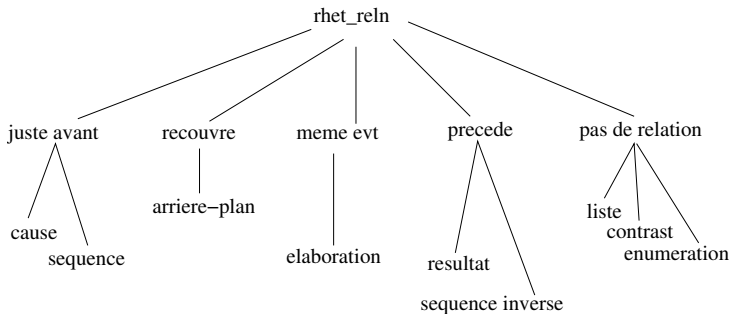 rhet_reln
juste avant
recouvre
meme evt
precede
pas de relation
cause
sequence
arriere−plan
elaboration
resultat
sequence inverse
liste
contrast
enumeration